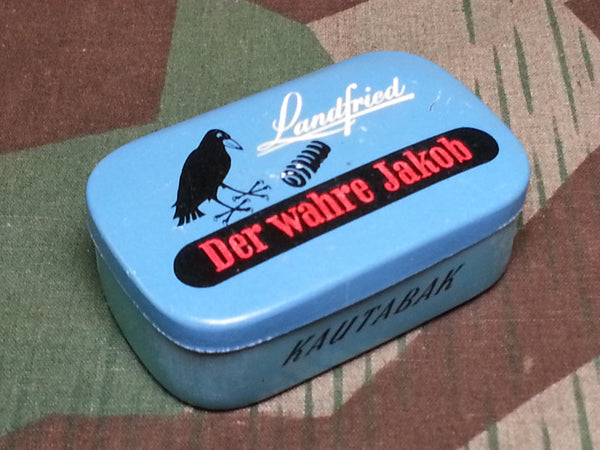 Landfried
Der wahre Jakob
KAUTABAK